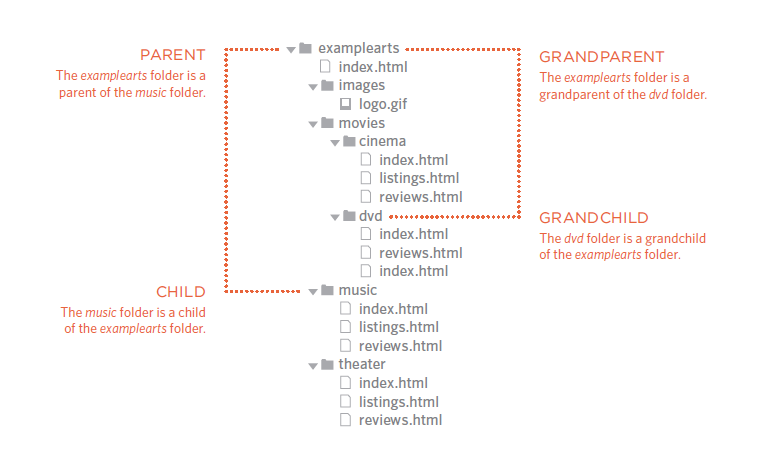 PARENT
The examplearts folder is a
parent of the music folder.
CHILD
The music folder is a child
of the examplearts folder.
examplearts
index.html
images
logo.gif
movies
cinema
index.html
listings.html
reviews.html
dvd
index.html
reviews.html
index.html
music
index.html
listings.html
reviews.html
theater
index.html
listings.html
reviews.html
GRANDPARENT
The examplearts folder is a
grandparent of the dvd folder.
GRANDCHILD
The dvd folder is a grandchild
of the examplearts folder.